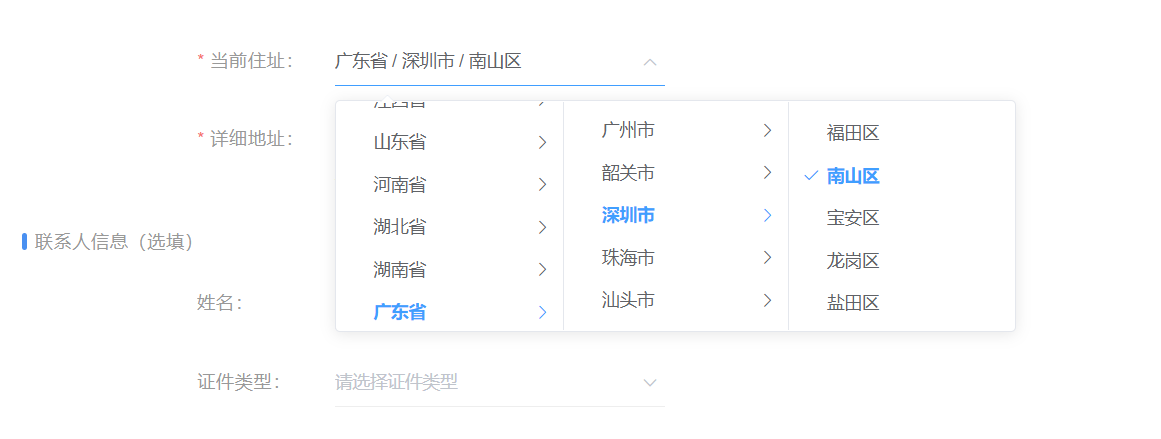 * 当前住址：
广东省 / 深圳市 / 南山区
* 详细地址：
江西省
山东省
河南省
湖北省
湖南省
广东省
广州市
韶关市
深圳市
珠海市
汕头市
福田区
南山区
宝安区
龙岗区
盐田区
联系人信息（选填）
姓名：
证件类型：
请选择证件类型